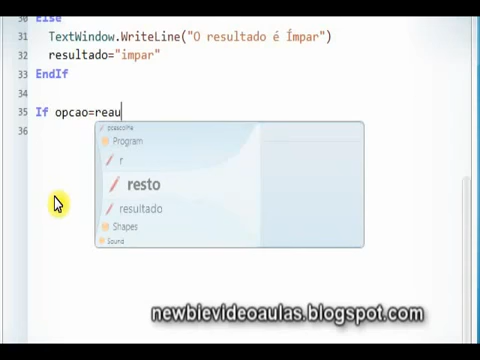 30 Else
31 TextWindow.WriteLine("O resultado é Ímpar")
32 resultado="impar"
33 EndIf
34
35 If opcao=reau
36
pcescolhe
Program
r
resto
resultado
Shapes
Sound
newbievideoaulas.blogspot.com